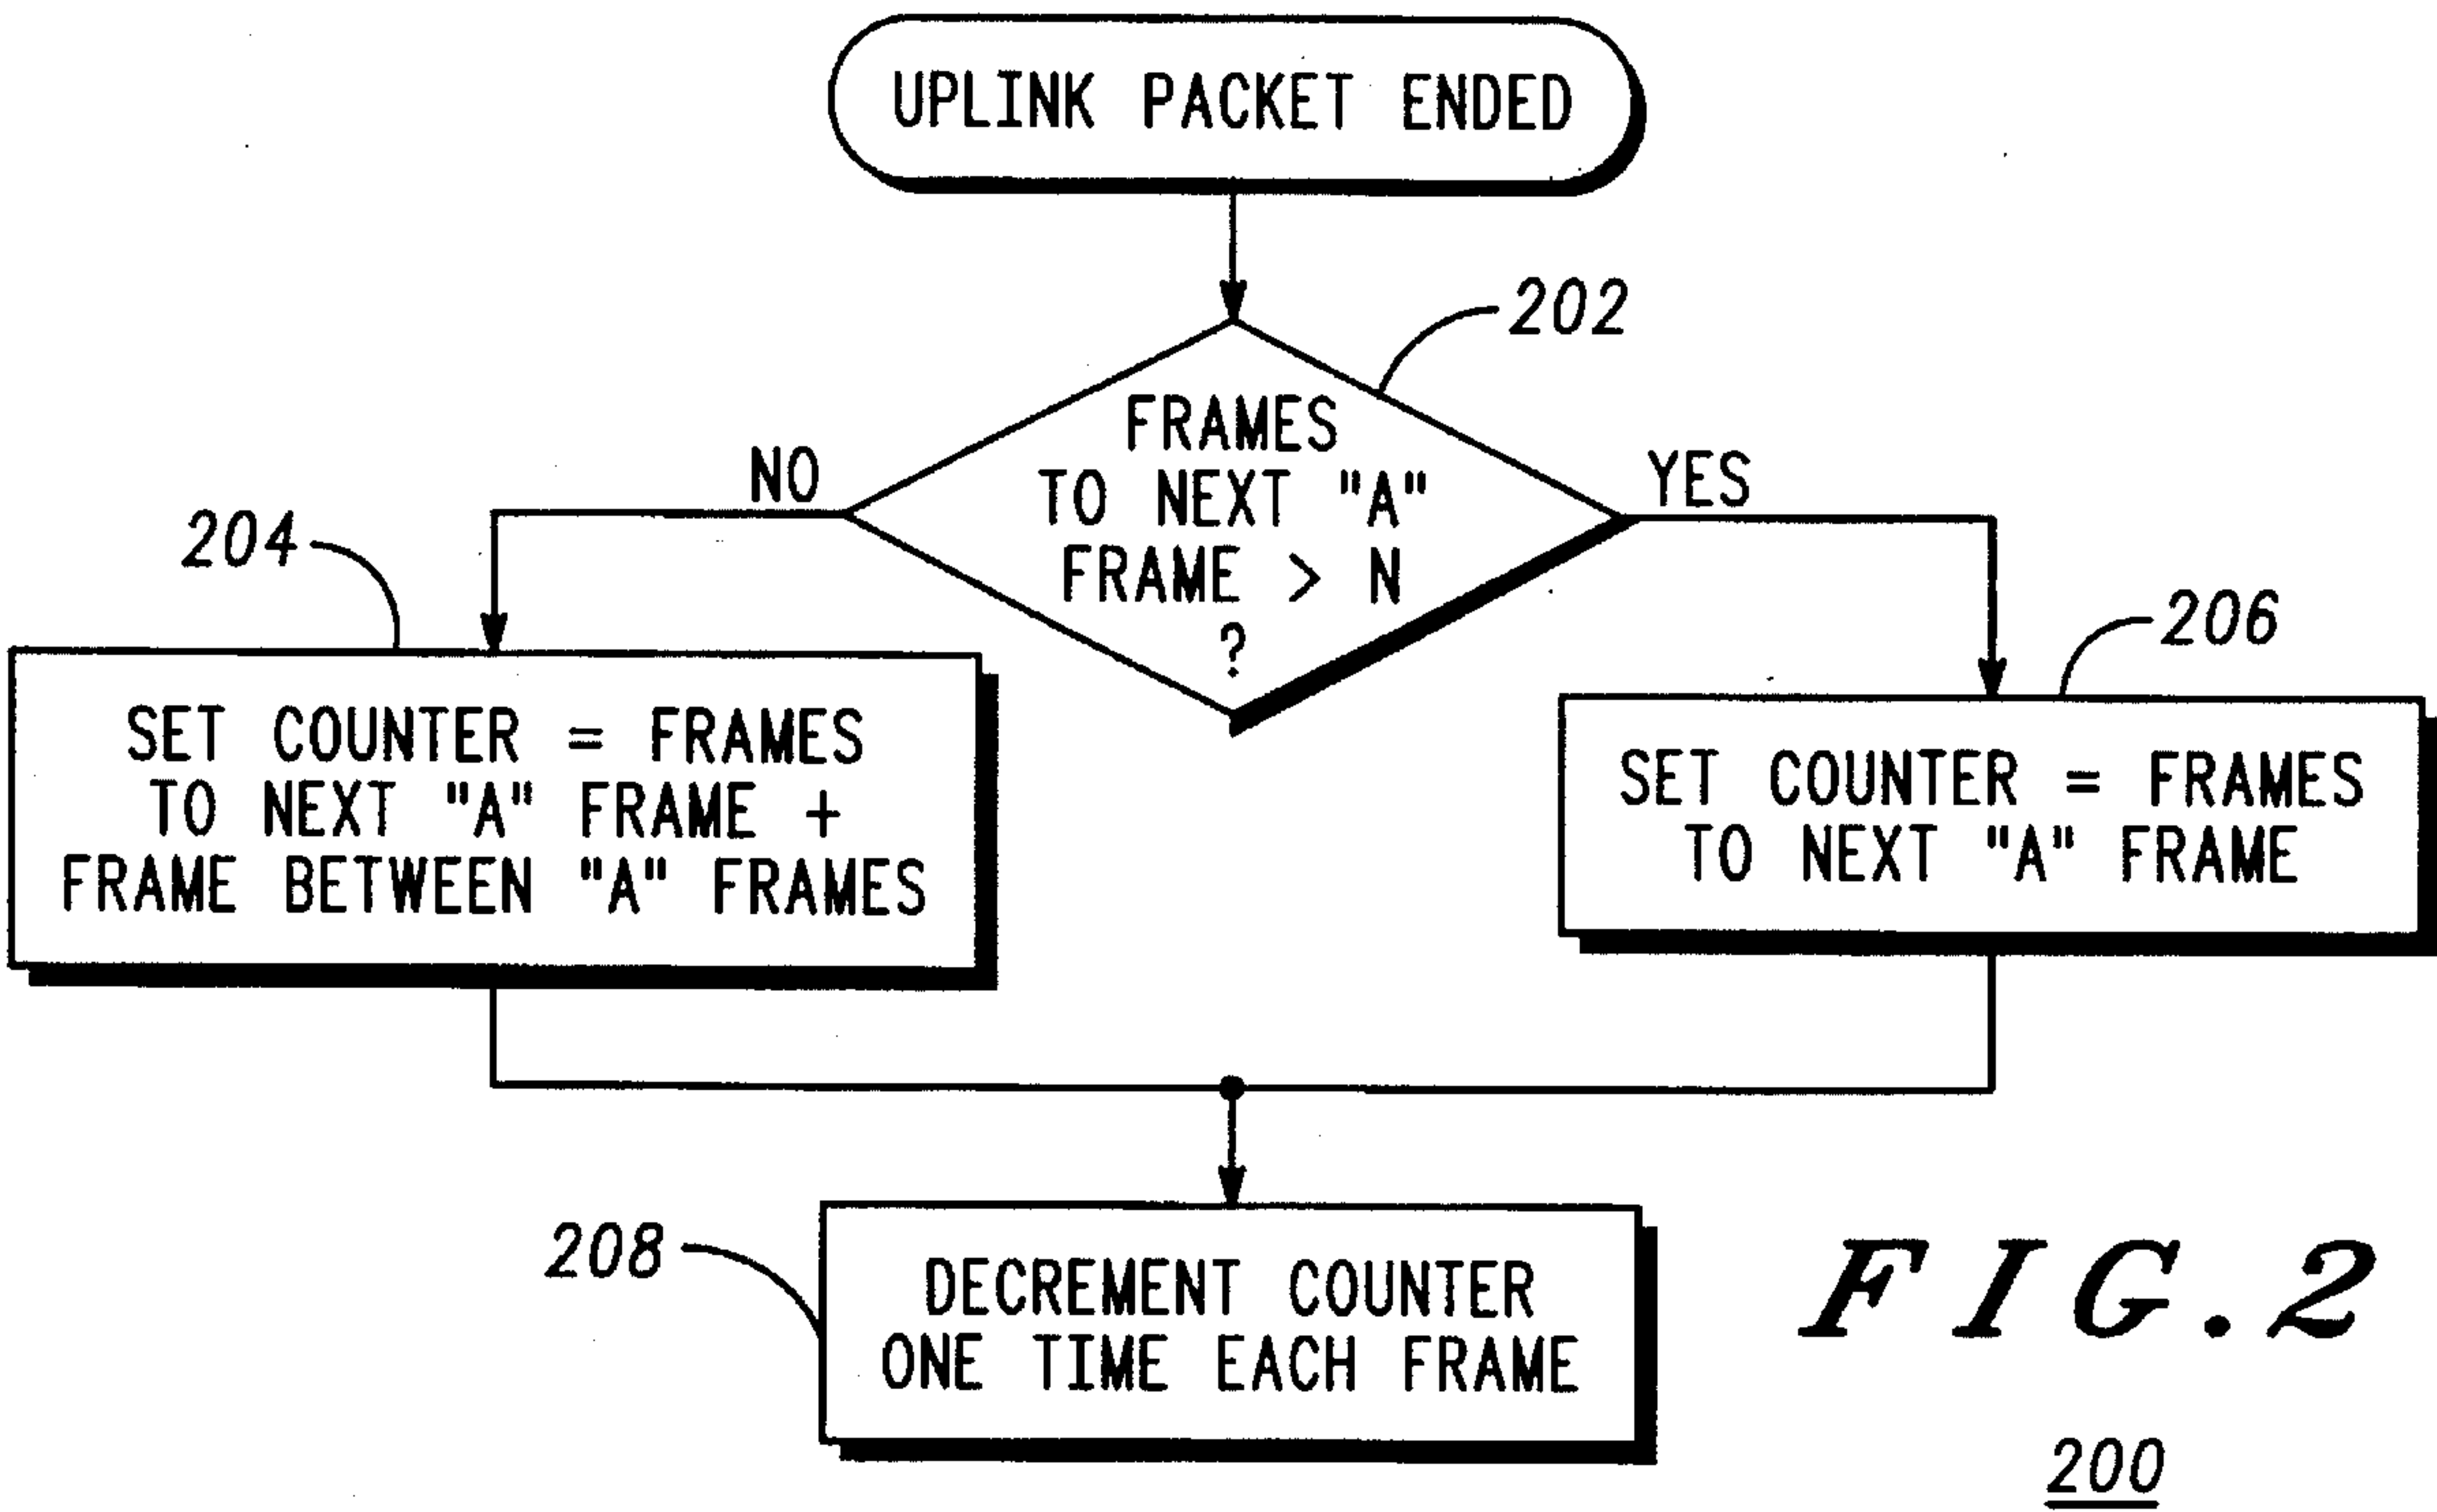 UPLINK PACKET ENDED
202
FRAMES
TO NEXT "A"
FRAME > N
?
NO
YES
204
SET COUNTER = FRAMES
TO NEXT "A" FRAME +
FRAME BETWEEN "A" FRAMES
206
SET COUNTER = FRAMES
TO NEXT "A" FRAME
208
DECREMENT COUNTER
ONE TIME EACH FRAME
FIG.2
200